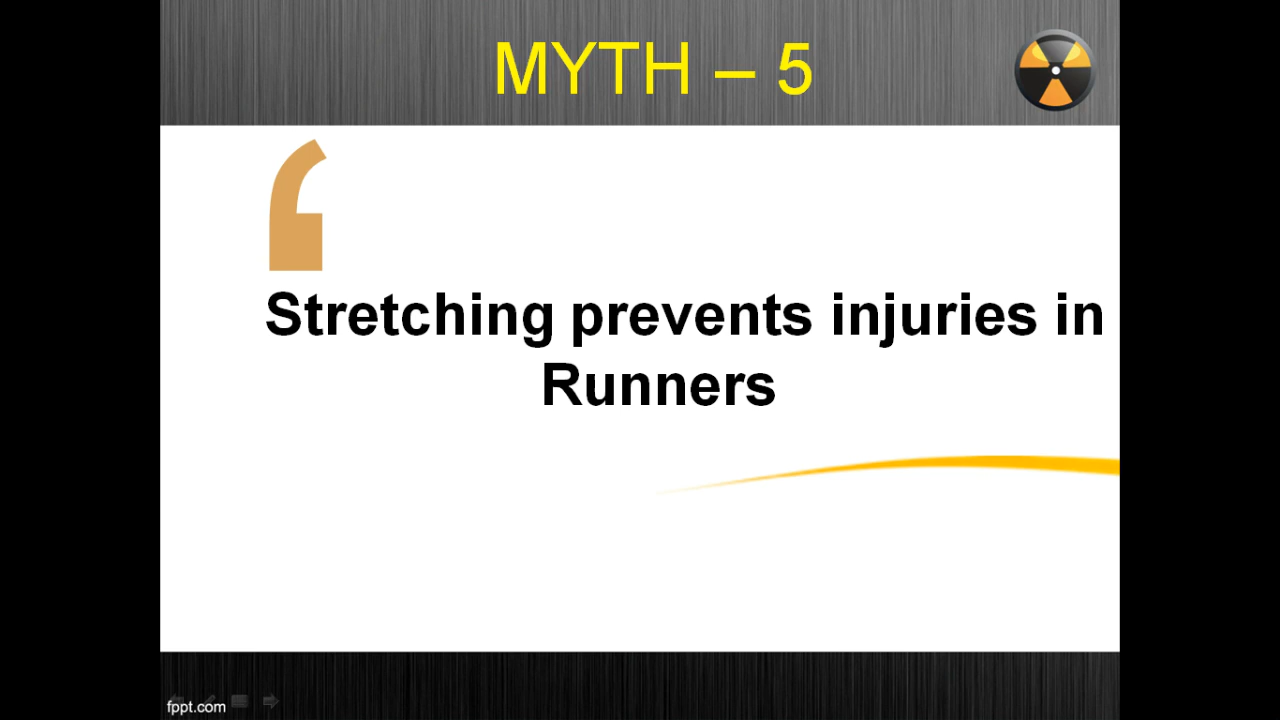 MYTH – 5
‘
Stretching prevents injuries in
Runners
fppt.com